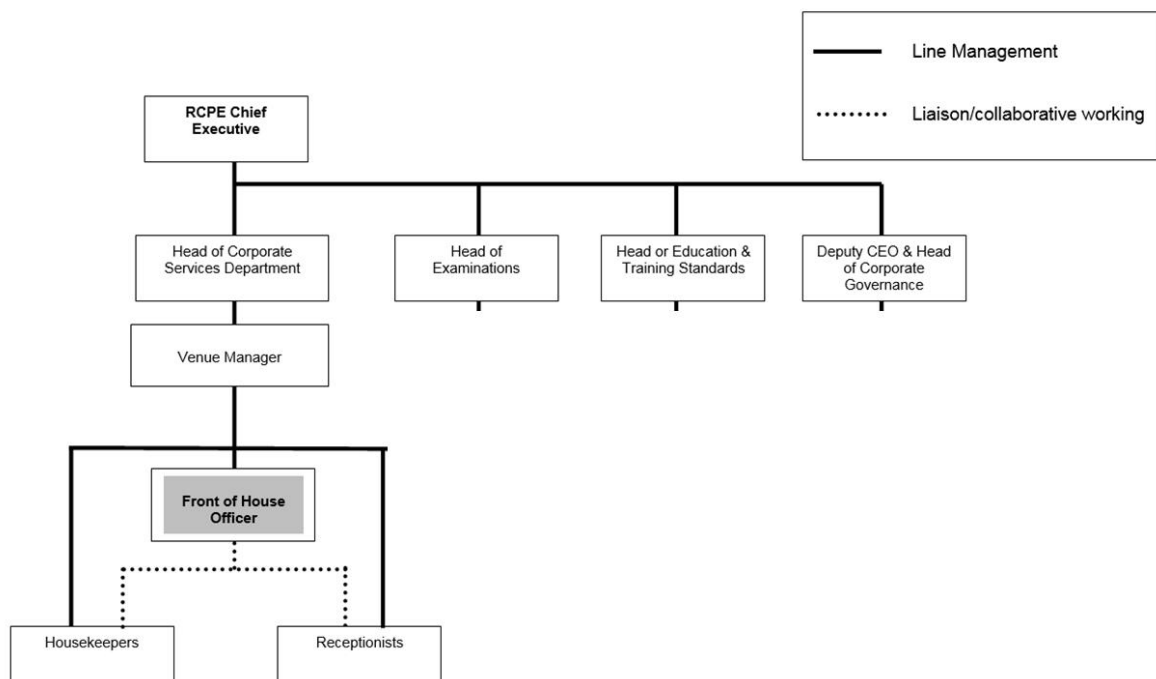 Line Management
Liaison/collaborative working
RCPE Chief
Executive
Head of Corporate
Services Department
Head of
Examinations
Head or Education &
Training Standards
Deputy CEO & Head
of Corporate
Governance
Venue Manager
Front of House
Officer
Housekeepers
Receptionists